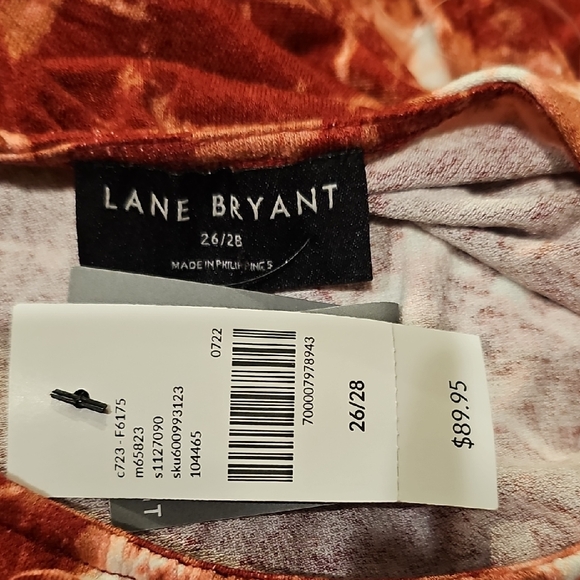 LANE BRYANT
26/28
MADE IN PHILIPPINES
c723 - F6175
m65823
s1127090
sku600993123
104465
0722
700007978943
26/28
$89.95
T